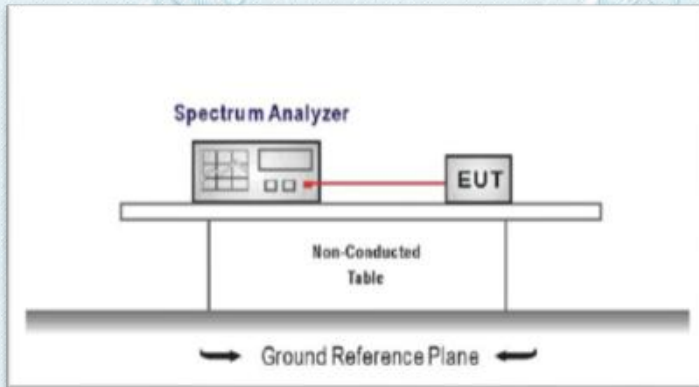 Spectrum Analyzer
EUT
Non-Conducted
Table
Ground Reference Plane